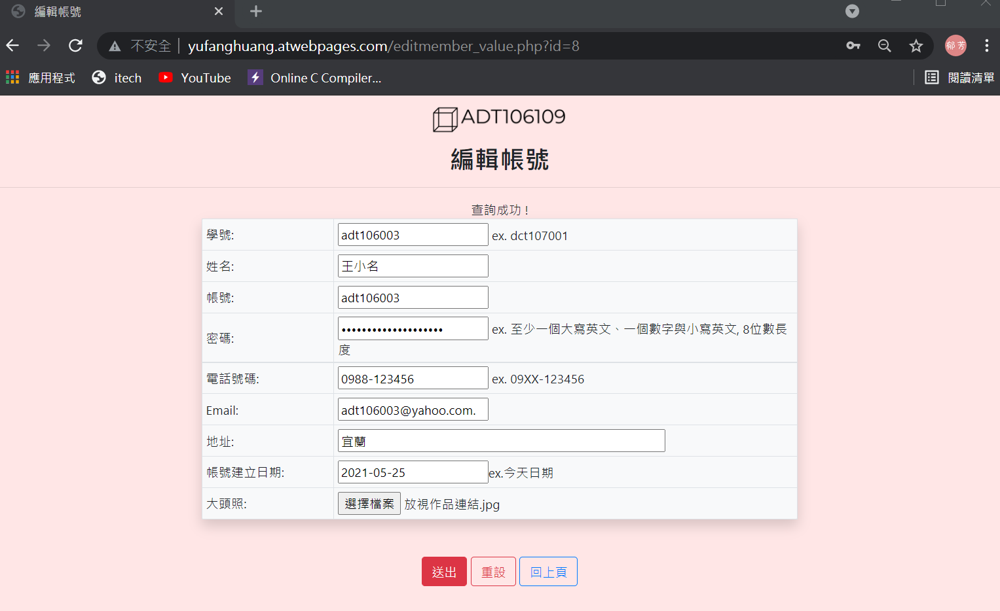 編輯帳號
不安全 yufanghuang.atwebpages.com/editmember_value.php?id=8
郁 芳
應用程式 itech YouTube Online C Compiler... 閱讀清單
ADT106109
編輯帳號
查詢成功！
學號: adt106003 ex. dct107001
姓名: 王小名
帳號: adt106003
密碼: •••••••••••••••••••• ex. 至少一個大寫英文、一個數字與小寫英文, 8位數長
度
電話號碼: 0988-123456 ex. 09XX-123456
Email: adt106003@yahoo.com.
地址: 宜蘭
帳號建立日期: 2021-05-25 ex.今天日期
大頭照: 選擇檔案 放視作品連結.jpg
送出 重設 回上頁